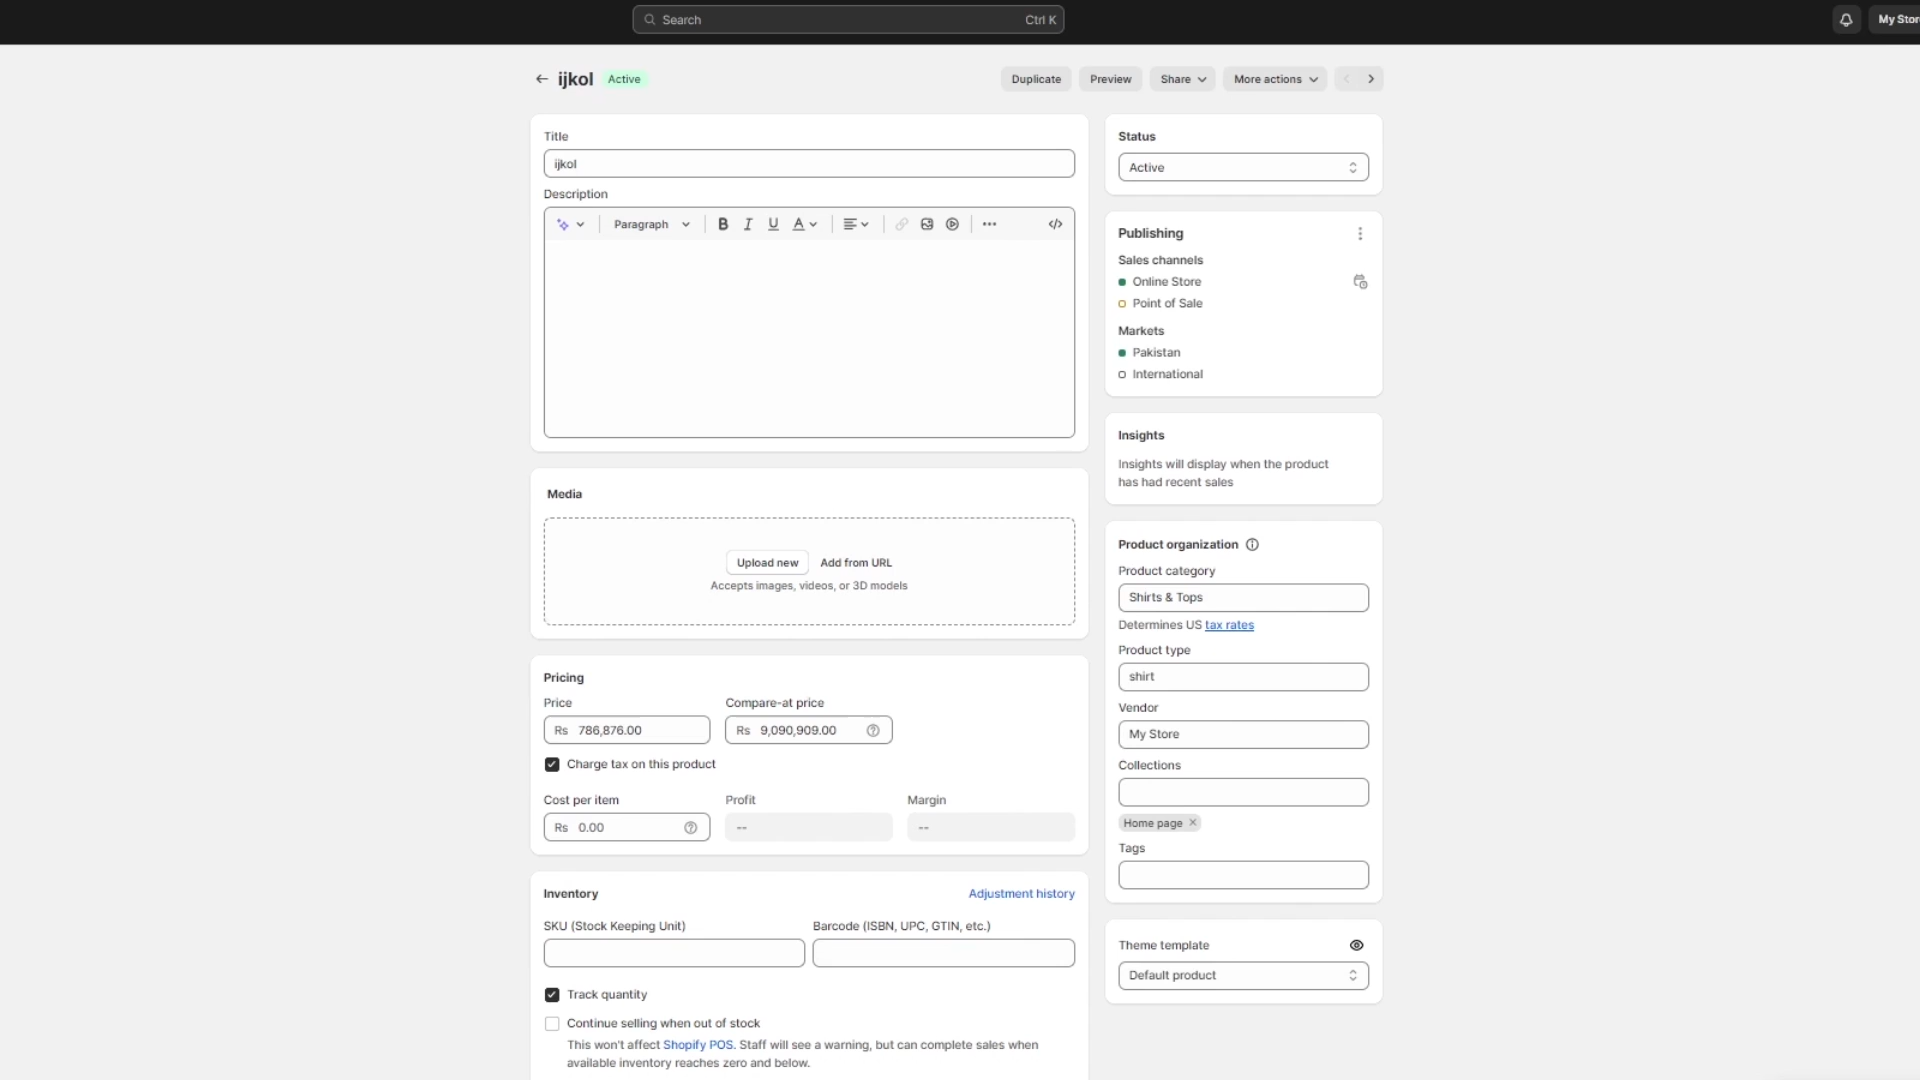 Search Ctrl K
My Stor
ijkol Active
Duplicate Preview Share More actions
Title
ijkol
Description
Paragraph B I U A
Media
Upload new Add from URL
Accepts images, videos, or 3D models
Pricing
Price Compare-at price
Rs 786,876.00 Rs 9,090,909.00
Charge tax on this product
Cost per item Profit Margin
Rs 0.00 -- --
Inventory Adjustment history
SKU (Stock Keeping Unit) Barcode (ISBN, UPC, GTIN, etc.)
Track quantity
Continue selling when out of stock
This won't affect Shopify POS. Staff will see a warning, but can complete sales when
available inventory reaches zero and below.
Status
Active
Publishing
Sales channels
Online Store
Point of Sale
Markets
Pakistan
International
Insights
Insights will display when the product
has had recent sales
Product organization
Product category
Shirts & Tops
Determines US tax rates
Product type
shirt
Vendor
My Store
Collections
Home page
Tags
Theme template
Default product